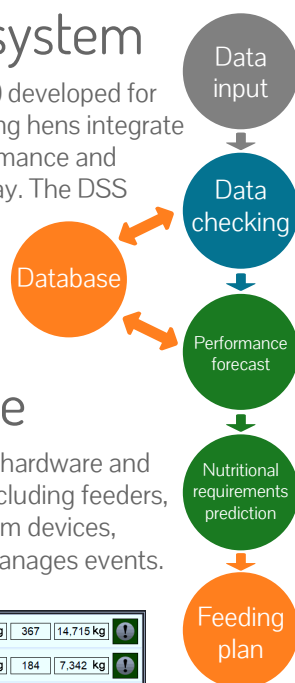 system
developed for
ng hens integrate
mance and
ay. The DSS
e
hardware and
cluding feeders,
m devices,
anages events.
kg 367 14,715 kg
kg 184 7,342 kg
Data
input
Data
checking
Database
Performance
forecast
Nutritional
requirements
prediction
Feeding
plan